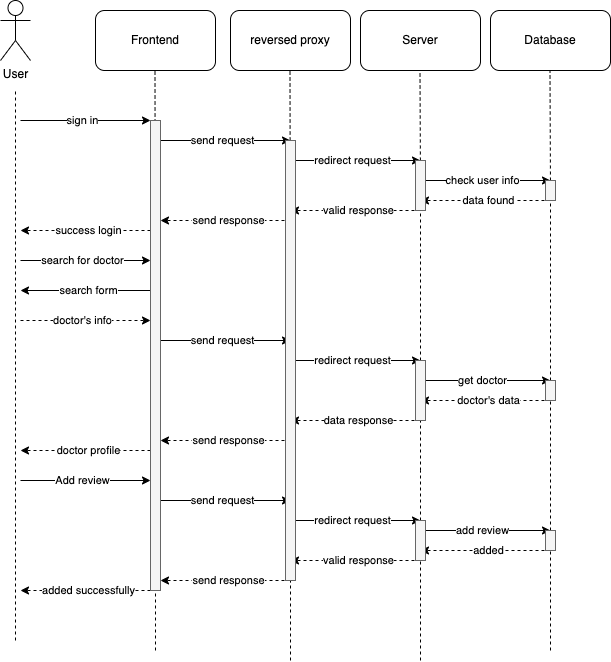 Frontend
reversed proxy
Server
Database
User
sign in
send request
redirect request
check user info
data found
valid response
send response
success login
search for doctor
search form
doctor's info
send request
redirect request
get doctor
doctor's data
data response
send response
doctor profile
Add review
send request
redirect request
add review
added
valid response
send response
added successfully